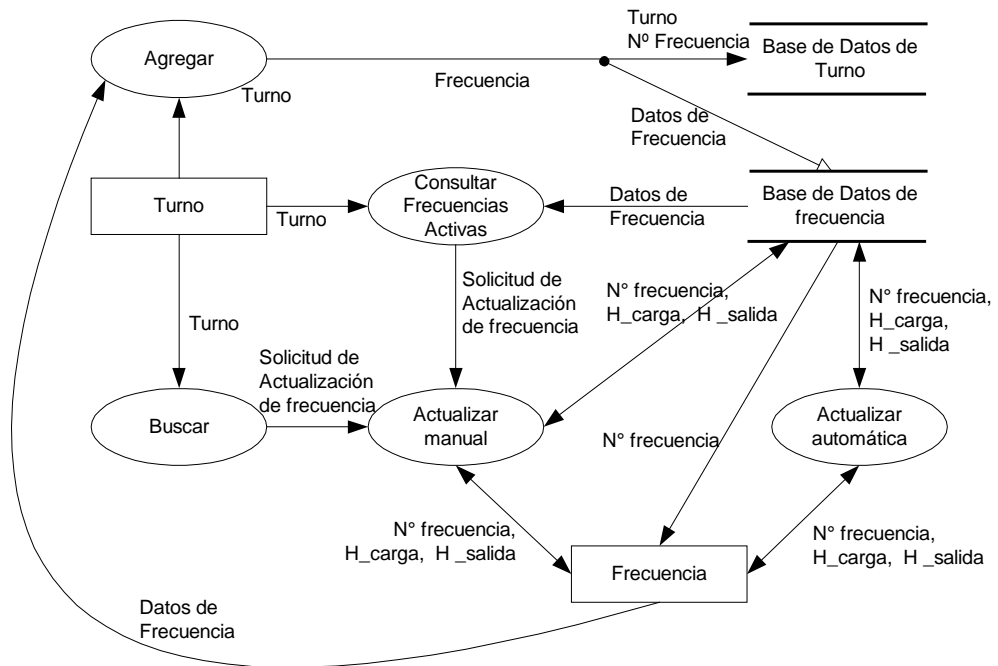 Turno
Nº Frecuencia
Agregar
Base de Datos de
Turno
Frecuencia
Turno
Datos de
Frecuencia
Consultar
Frecuencias
Activas
Turno
Turno
Datos de
Frecuencia
Base de Datos de
frecuencia
Solicitud de
Actualización
de frecuencia
N° frecuencia,
H_carga, H _salida
N° frecuencia,
H_carga,
H _salida
Turno
Solicitud de
Actualización
de frecuencia
Buscar
Actualizar
manual
N° frecuencia
Actualizar
automática
N° frecuencia,
H_carga, H _salida
Frecuencia
N° frecuencia,
H_carga, H _salida
Datos de
Frecuencia